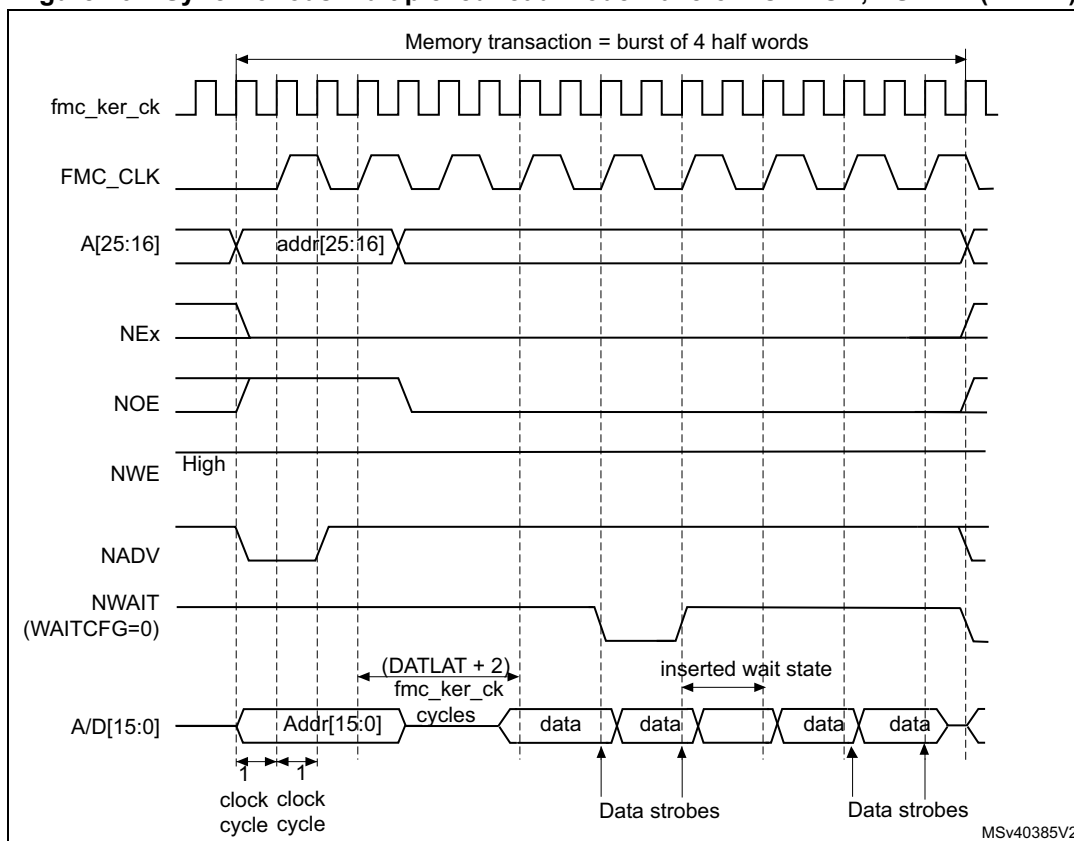 Memory transaction = burst of 4 half words
fmc_ker_ck
FMC_CLK
A[25:16]
addr[25:16]
NEx
NOE
High
NWE
NADV
NWAIT
(WAITCFG=0)
(DATLAT + 2)
fmc_ker_ck
cycles
inserted wait state
A/D[15:0]
Addr[15:0]
data
data
data
data
1
clock
cycle
1
clock
cycle
Data strobes
Data strobes
MSv40385V2